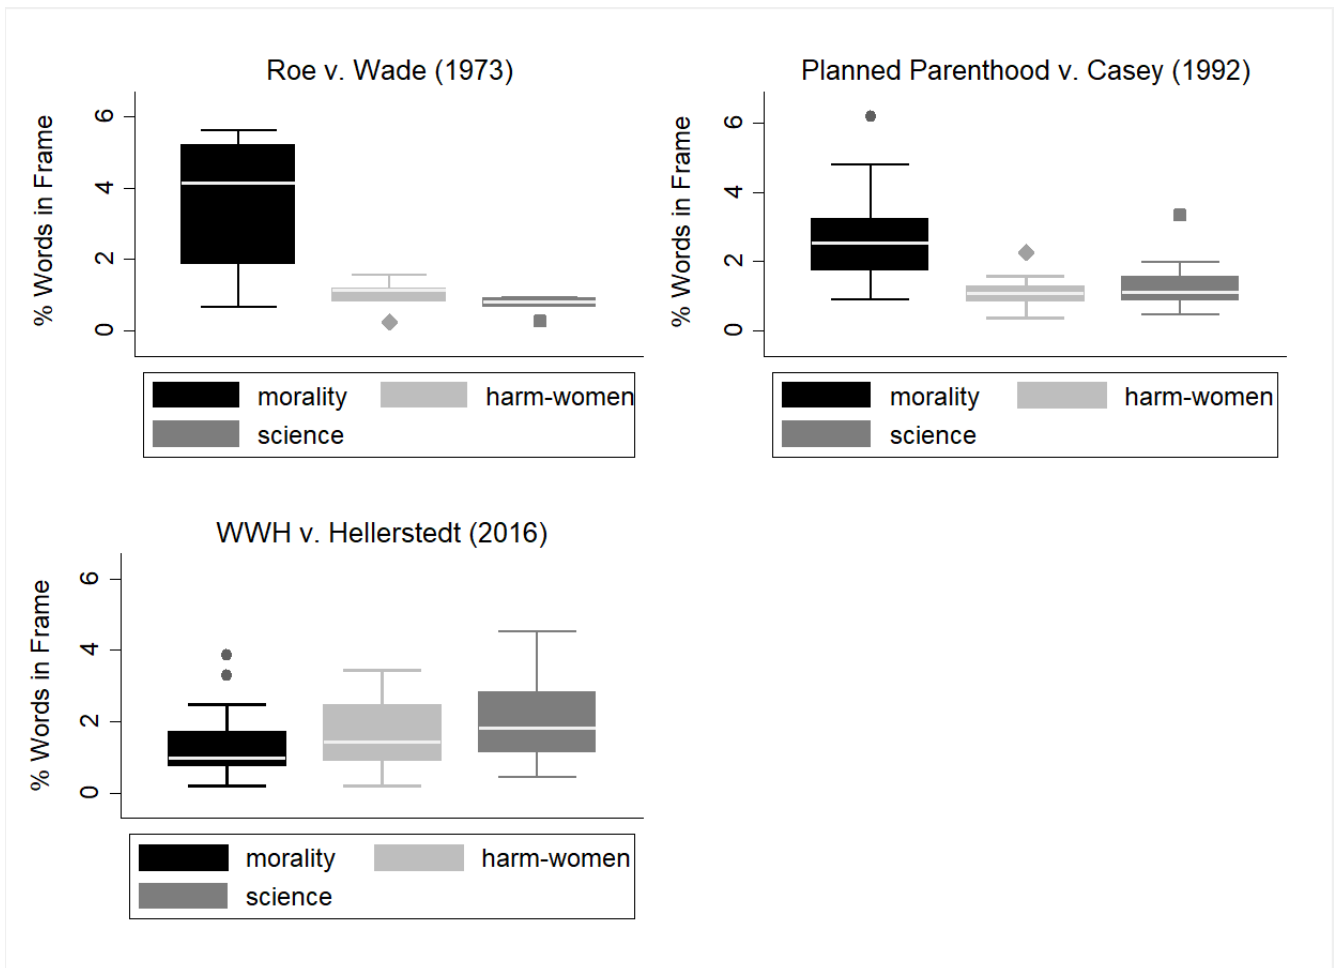 Roe v. Wade (1973)
% Words in Frame
6
4
2
0
morality
harm-women
science
Planned Parenthood v. Casey (1992)
% Words in Frame
6
4
2
0
morality
harm-women
science
WWH v. Hellerstedt (2016)
% Words in Frame
6
4
2
0
morality
harm-women
science